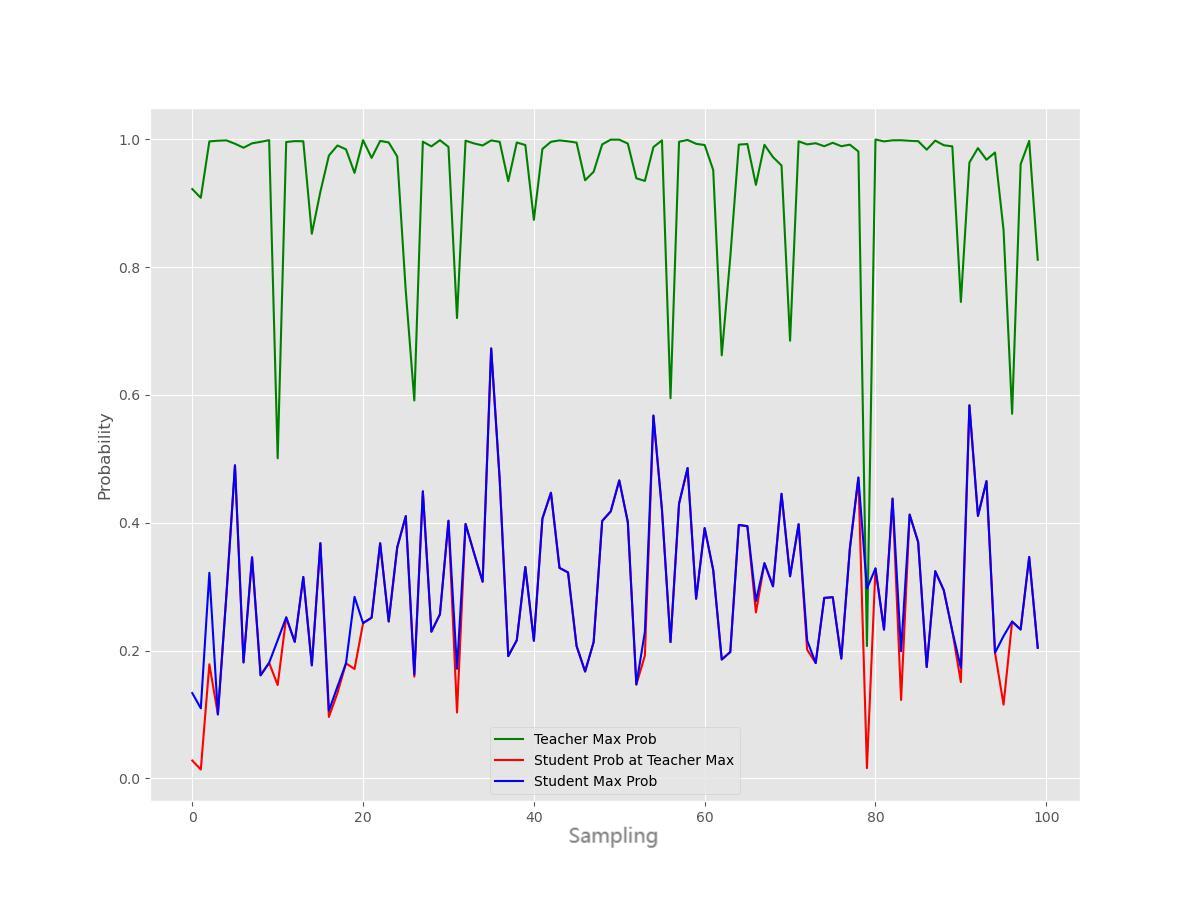 1.0
0.8
0.6
0.4
0.2
0.0
Probability
Teacher Max Prob
Student Prob at Teacher Max
Student Max Prob
0 20 40 60 80 100
Sampling